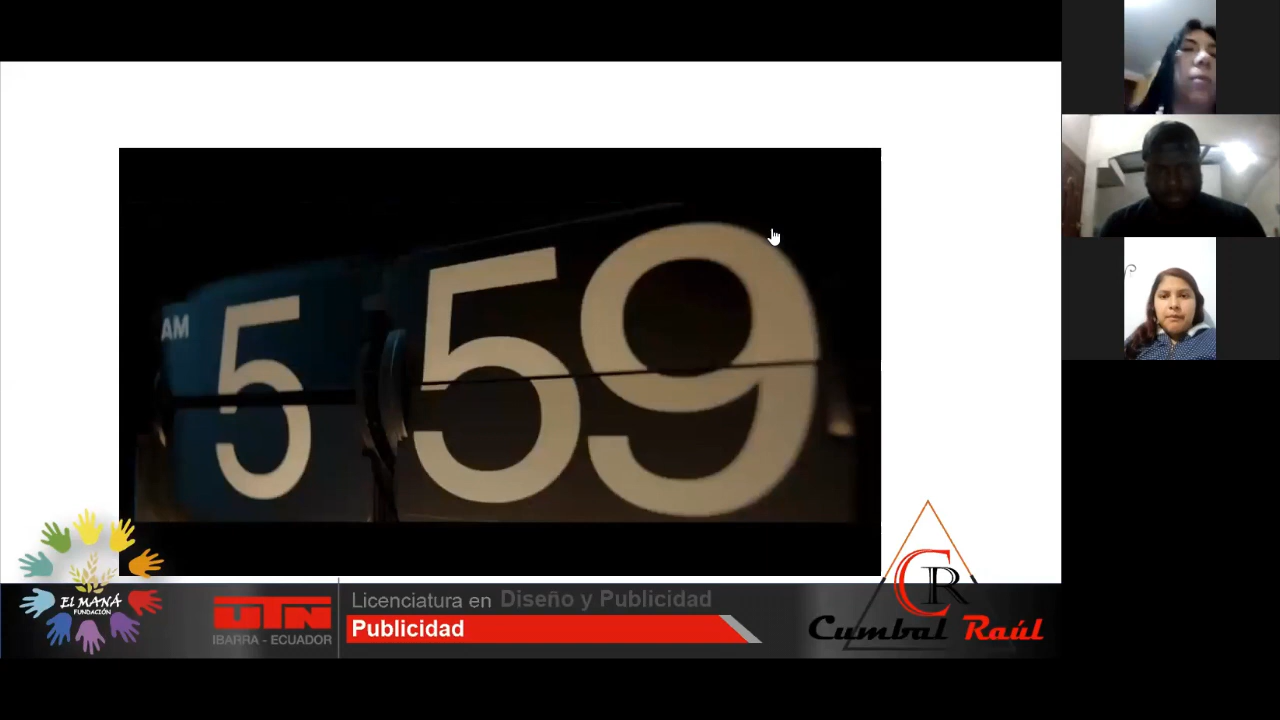 AM
5 59
EL MANÁ
FUNDACIÓN
UTN
IBARRA - ECUADOR
Licenciatura en Diseño y Publicidad
Publicidad
CR
Cumbal Raúl